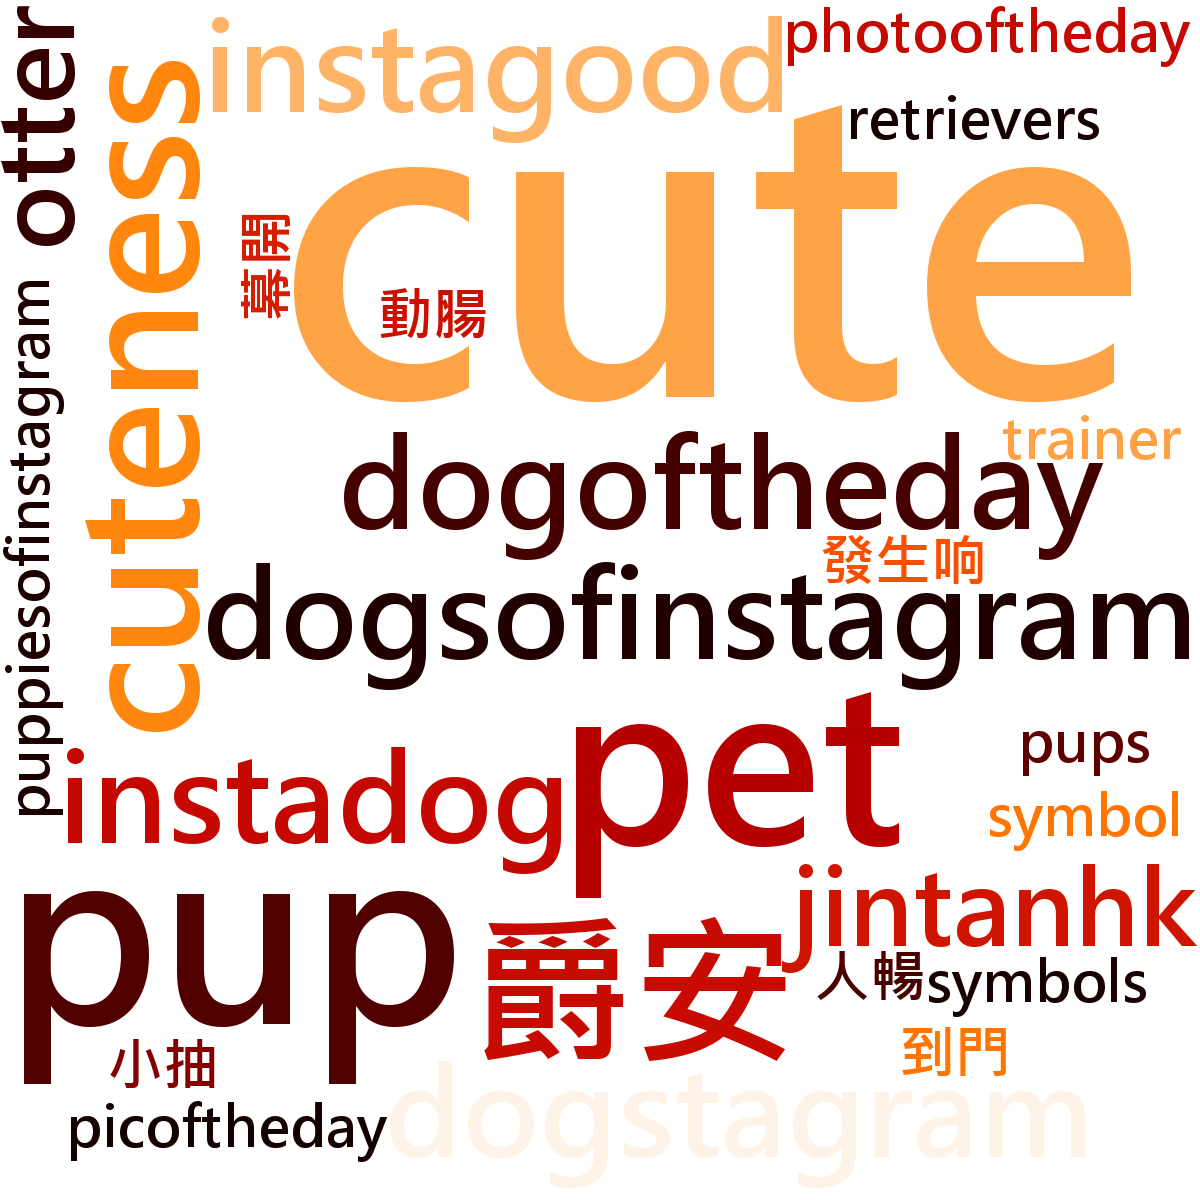 otter
instagood
photooftheday
retrievers
cuteness
cute
幕開
動腸
puppiesofinstagram
trainer
dogoftheday
發生响
dogsofinstagram
pet
pups
instadog
symbol
jintanhk
pup
爵安
人暢
symbols
到門
小抽
dogstagram
picoftheday